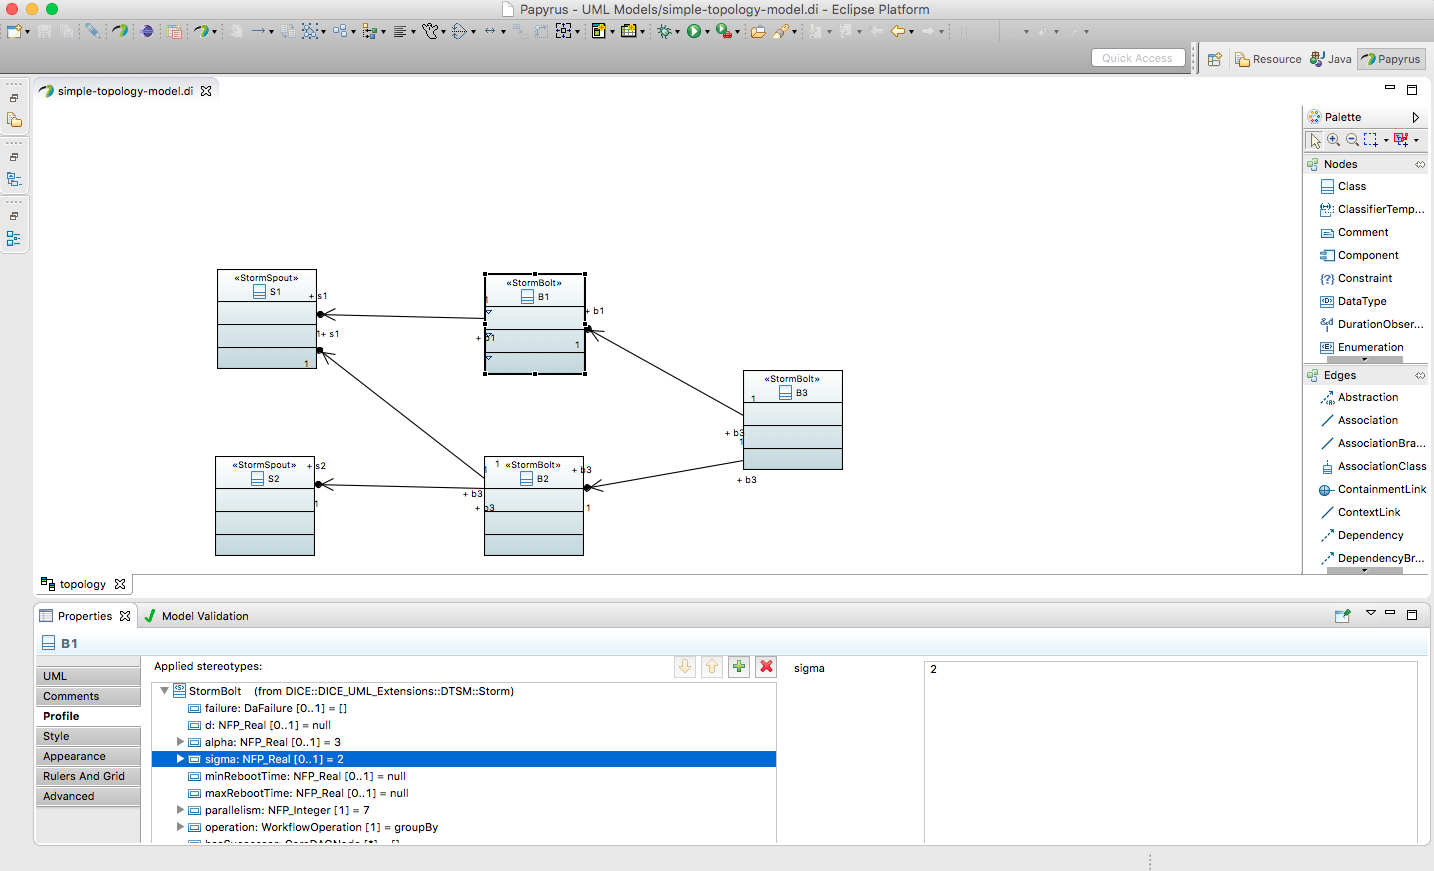 Papyrus - UML Models/simple-topology-model.di - Eclipse Platform
Quick Access
Resource
Java
Papyrus
simple-topology-model.di
Palette
Nodes
Class
ClassifierTemp...
Comment
Component
Constraint
DataType
DurationObser...
Enumeration
Edges
Abstraction
Association
AssociationBra...
AssociationClass
ContainmentLink
ContextLink
Dependency
DependencyBr...
«StormSpout»
S1
+ s1
1
+ s1
1
«StormBolt»
B1
1
+ b1
+ b1
1
«StormBolt»
B3
1
+ b3
1
+ b3
«StormSpout»
S2
+ s2
1
«StormBolt»
B2
1
1
+ b3
+ b3
+ b3
1
topology
Properties
Model Validation
B1
UML
Comments
Profile
Style
Appearance
Rulers And Grid
Advanced
Applied stereotypes:
StormBolt (from DICE::DICE_UML_Extensions::DTSM::Storm)
failure: DaFailure [0..1] = []
d: NFP_Real [0..1] = null
alpha: NFP_Real [0..1] = 3
sigma: NFP_Real [0..1] = 2
minRebootTime: NFP_Real [0..1] = null
maxRebootTime: NFP_Real [0..1] = null
parallelism: NFP_Integer [1] = 7
operation: WorkflowOperation [1] = groupBy
sigma
2